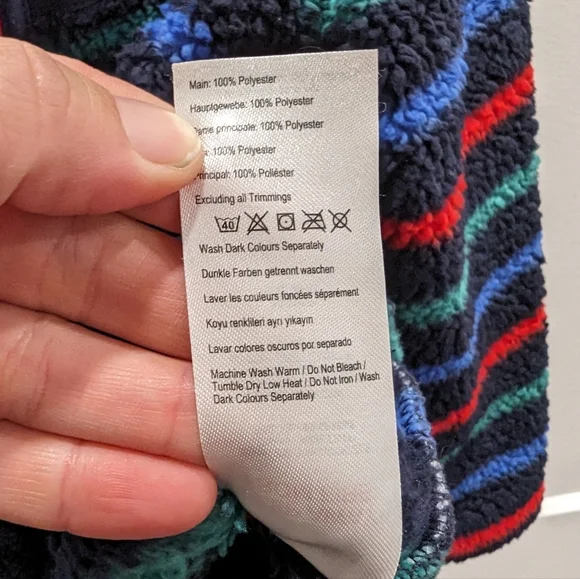 Main: 100% Polyester
Hauptgewebe: 100% Polyester
principale: 100% Polyester
100% Polyester
100% Poliéster
Excluding all Trimmings
40
Wash Dark Colours Separately
Dunkle Farben getrennt waschen
Laver les couleurs foncées séparément
Koyu renklileri ayrı yıkayın
Lavar colores oscuros por separado
Machine Wash Warm / Do Not Bleach /
Tumble Dry Low Heat / Do Not Iron / Wash
Dark Colours Separately